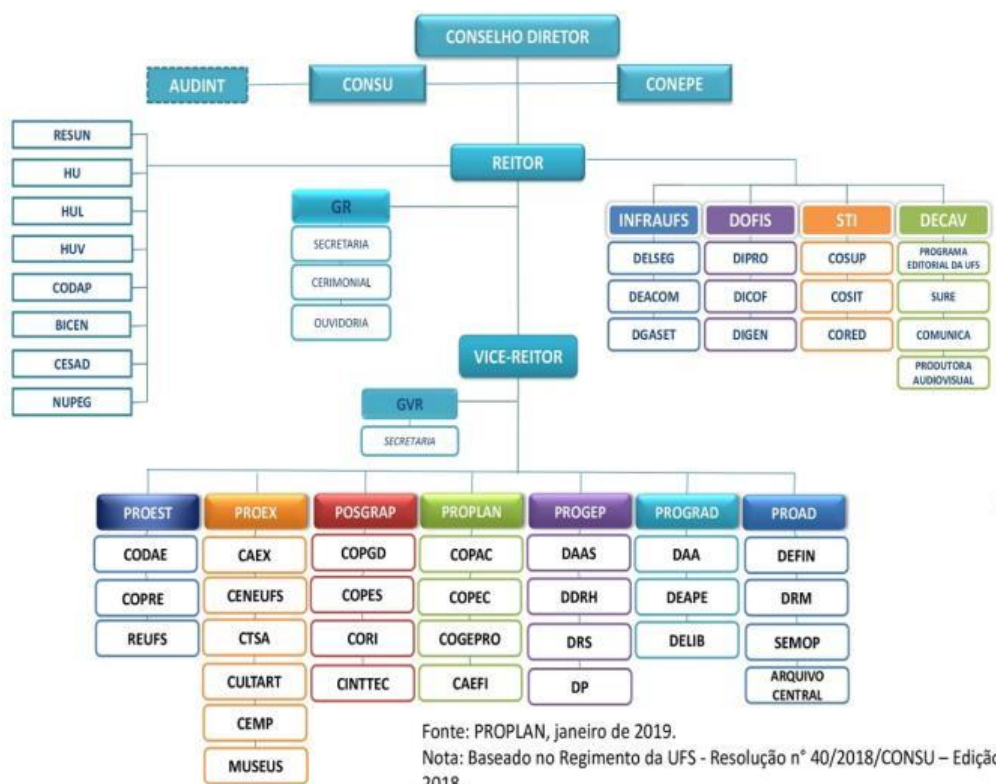 CONSELHO DIRETOR
AUDINT
CONSU
CONEPE
REITOR
RESUN
HU
HUL
HUV
CODAP
BICEN
CESAD
NUPEG
GR
SECRETARIA
CERIMONIAL
OUVIDORIA
INFRAUFS
DELSEG
DEACOM
DGASET
DOFIS
DIPRO
DICOF
DIGEN
STI
COSUP
COSIT
CORED
DECAV
PROGRAMA
EDITORIAL DA UFS
SURE
COMUNICA
PRODUTORA
AUDIOVISUAL
VICE-REITOR
GVR
SECRETARIA
PROEST
CODAE
COPRE
REUFS
PROEX
CAEX
CENEUFS
CTSA
CULTART
CEMP
MUSEUS
POSGRAP
COPGD
COPES
CORI
CINTTEC
PROPLAN
COPAC
COPEC
COGEPRO
CAEFI
PROGEP
DAAS
DDRH
DRS
DP
PROGRAD
DAA
DEAPE
DELIB
PROAD
DEFIN
DRM
SEMOP
ARQUIVO
CENTRAL
Fonte: PROPLAN, janeiro de 2019.
Nota: Baseado no Regimento da UFS - Resolução n° 40/2018/CONSU – Edição
2018